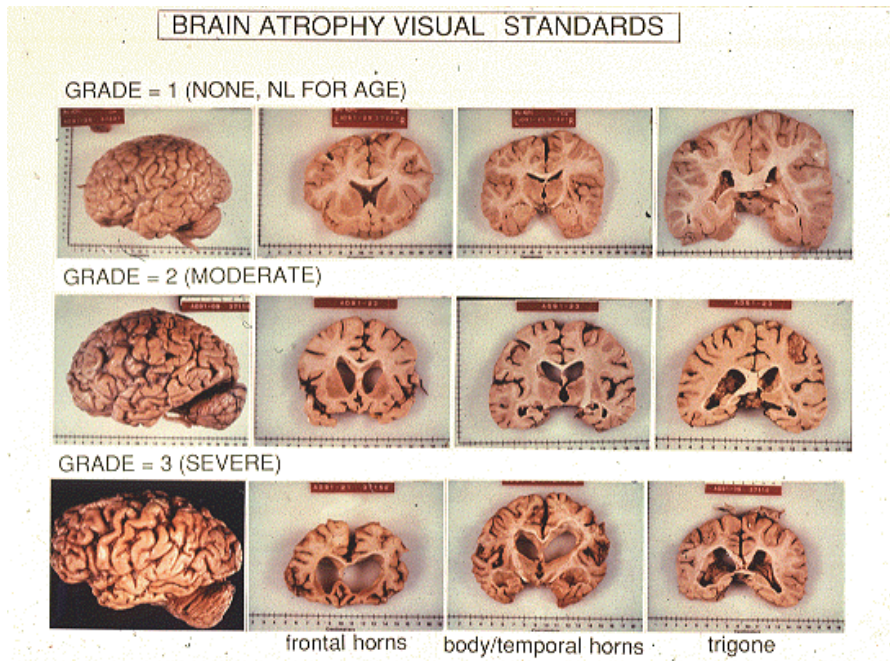 BRAIN ATROPHY VISUAL STANDARDS
GRADE = 1 (NONE, NL FOR AGE)
GRADE = 2 (MODERATE)
GRADE = 3 (SEVERE)
frontal horns
body/temporal horns
trigone